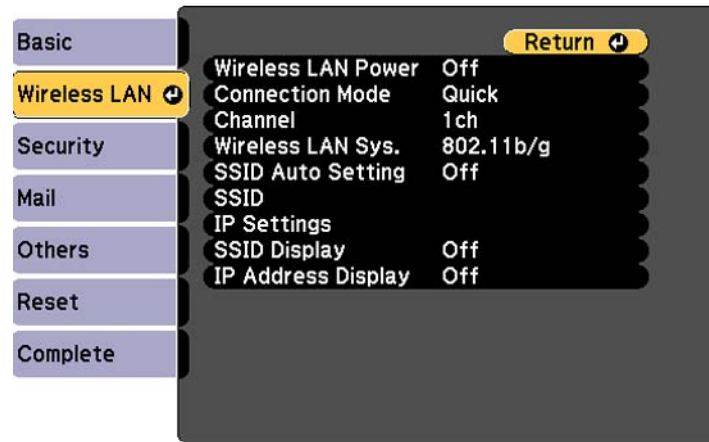 Basic
Wireless LAN
Security
Mail
Others
Reset
Complete
Return
Wireless LAN Power Off
Connection Mode Quick
Channel 1ch
Wireless LAN Sys. 802.11b/g
SSID Auto Setting Off
SSID
IP Settings
SSID Display Off
IP Address Display Off